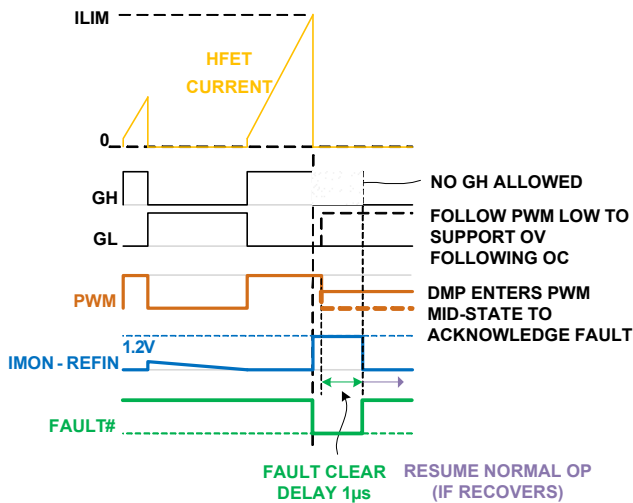 ILIM
HFET
CURRENT
0
GH
NO GH ALLOWED
GL
FOLLOW PWM LOW TO
SUPPORT OV
FOLLOWING OC
PWM
DMP ENTERS PWM
MID-STATE TO
ACKNOWLEDGE FAULT
1.2V
IMON - REFIN
FAULT#
FAULT CLEAR
DELAY 1µs
RESUME NORMAL OP
(IF RECOVERS)